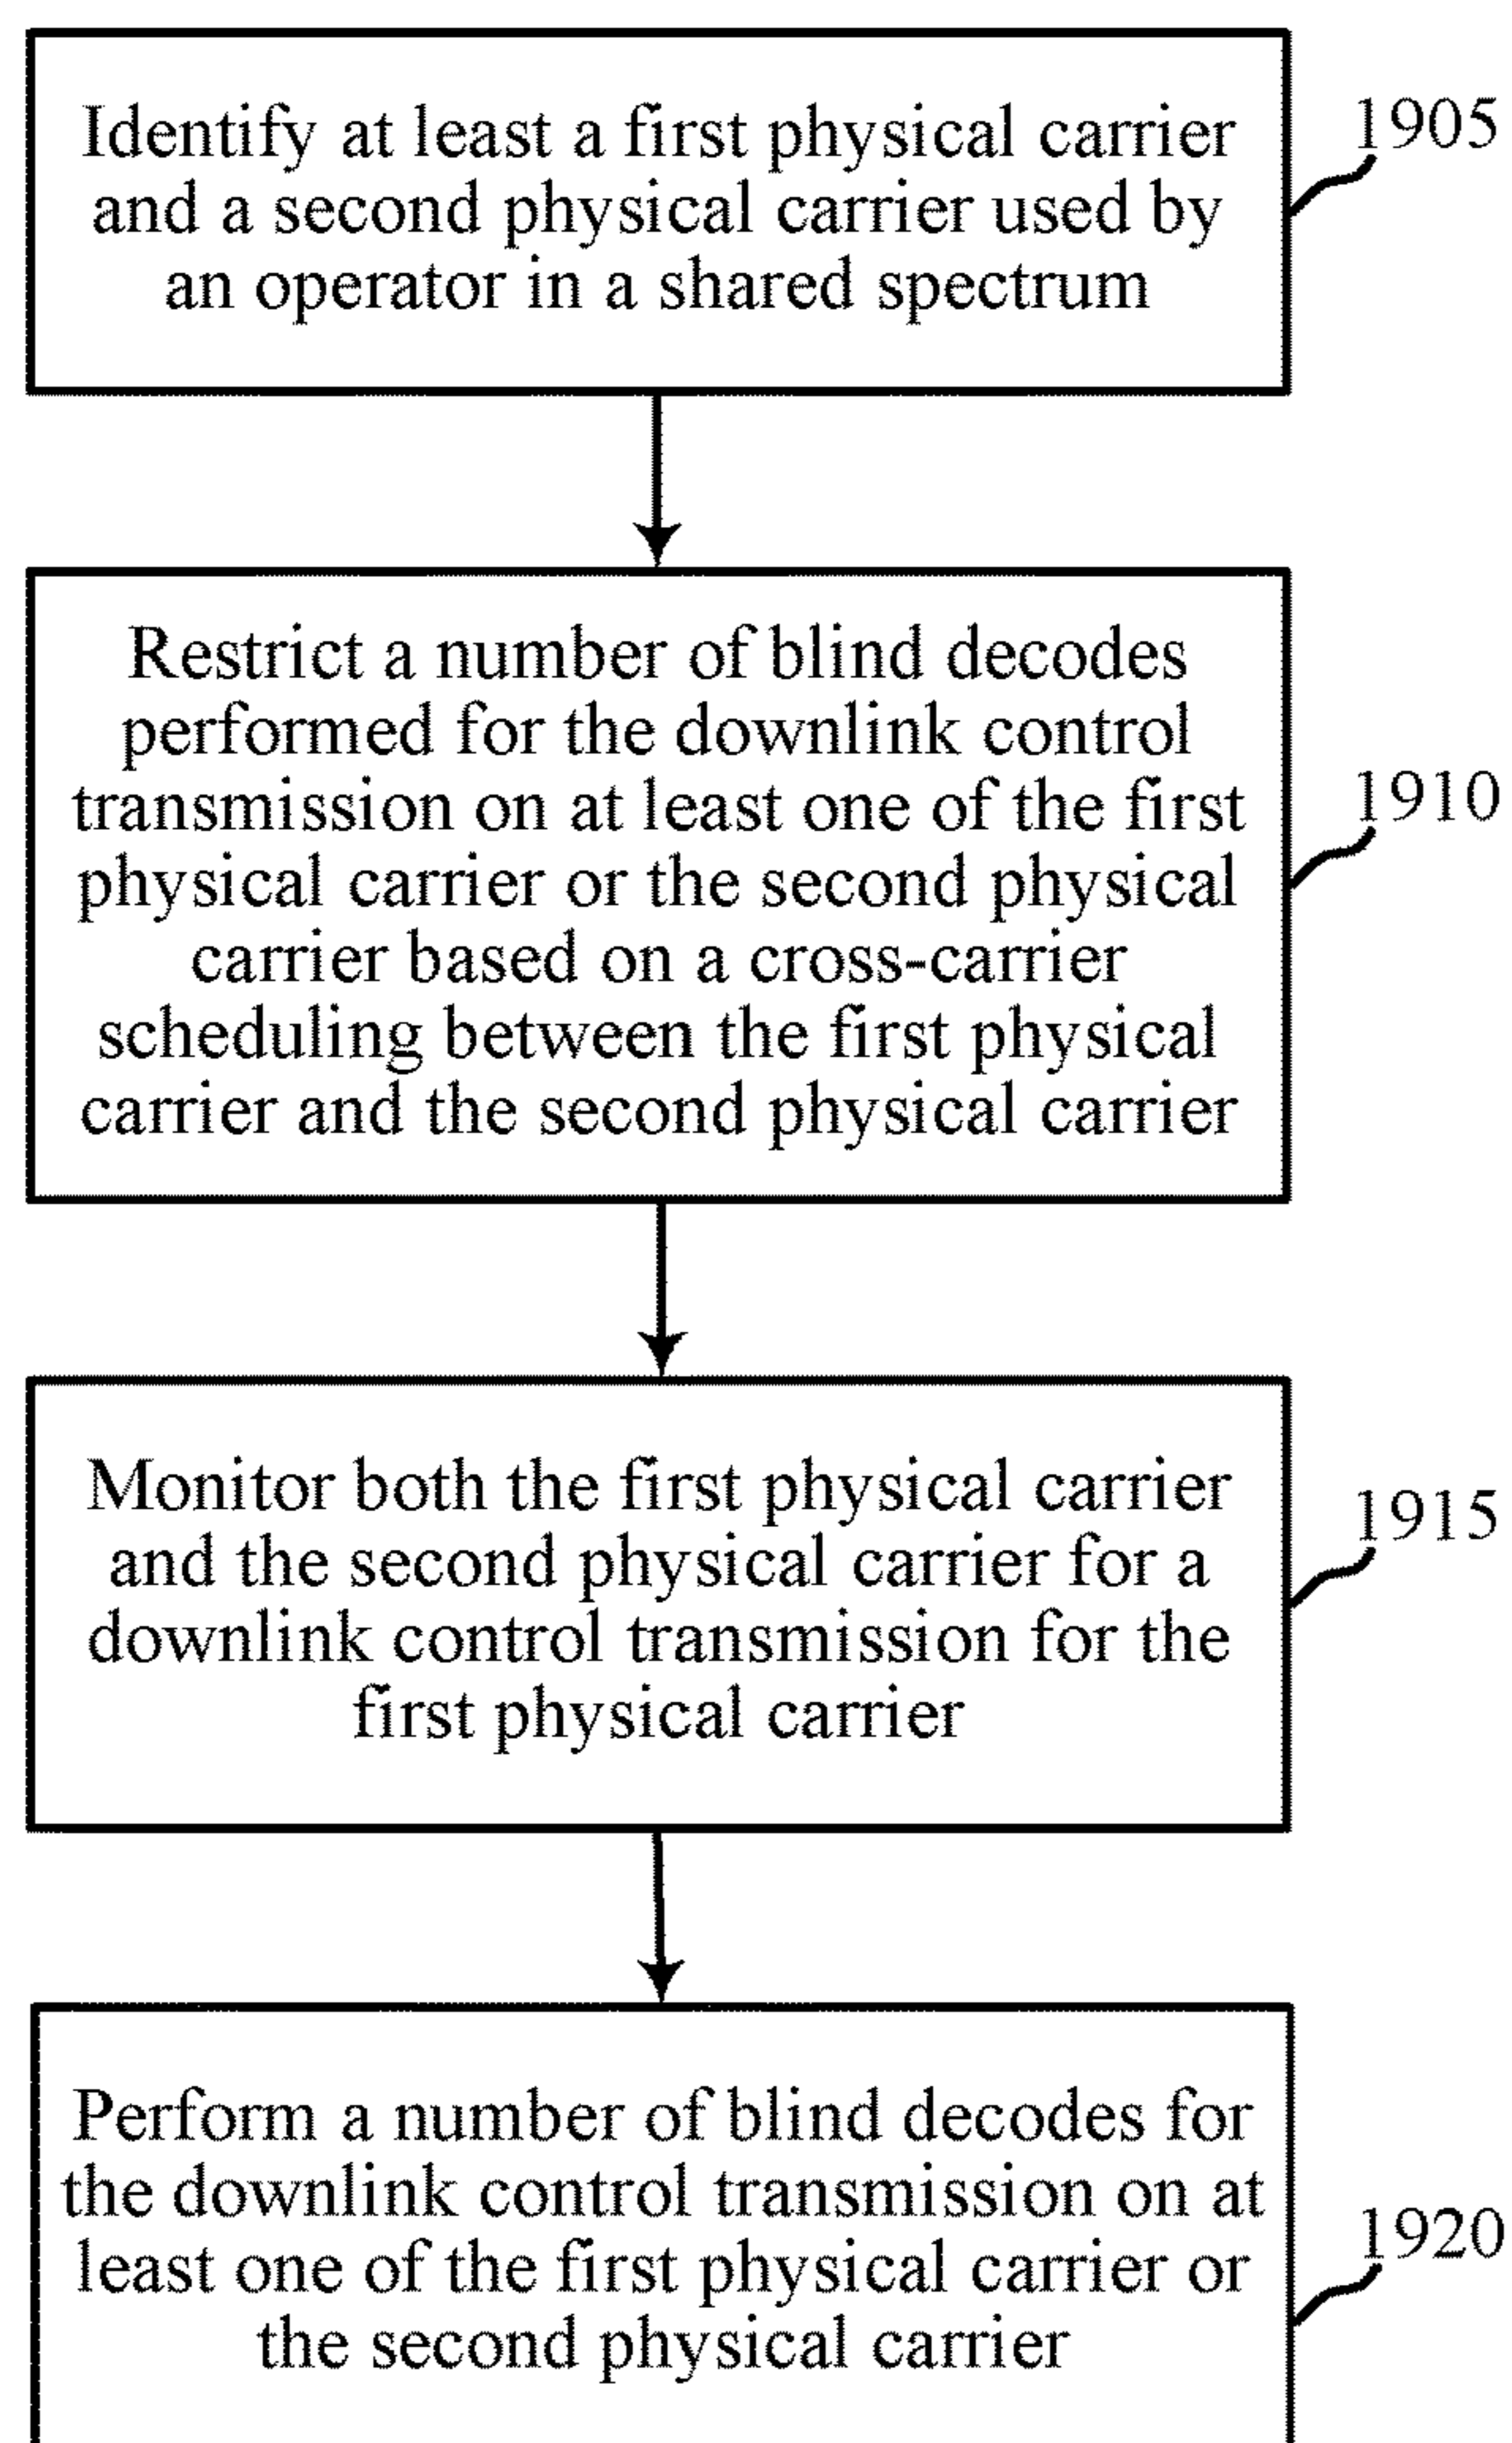 Identify at least a first physical carrier
and a second physical carrier used by
an operator in a shared spectrum
1905
Restrict a number of blind decodes
performed for the downlink control
transmission on at least one of the first
physical carrier or the second physical
carrier based on a cross-carrier
scheduling between the first physical
carrier and the second physical carrier
1910
Monitor both the first physical carrier
and the second physical carrier for a
downlink control transmission for the
first physical carrier
1915
Perform a number of blind decodes for
the downlink control transmission on at
least one of the first physical carrier or
the second physical carrier
1920